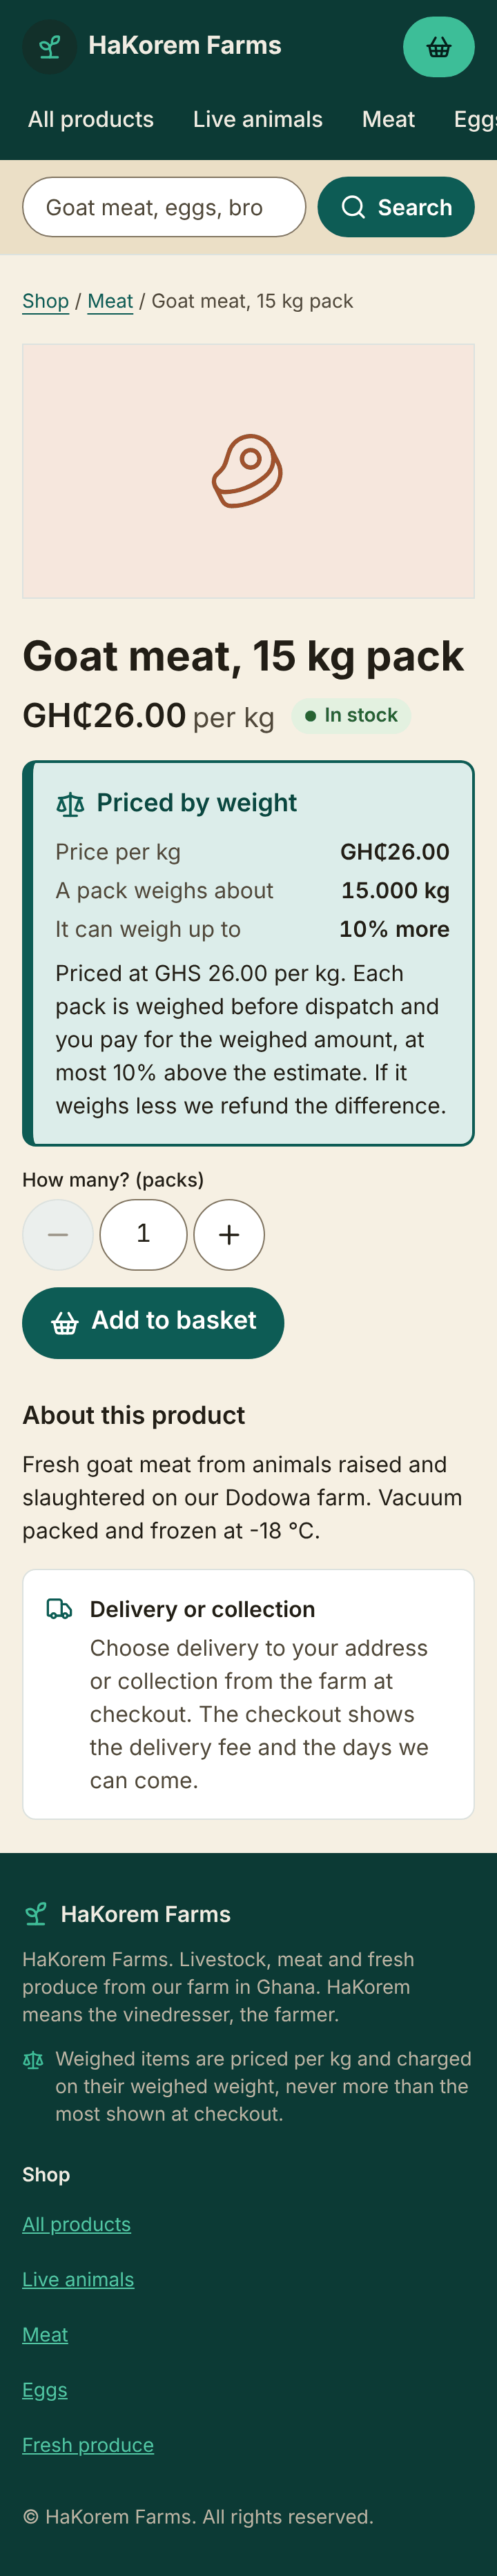 HaKorem Farms
All products Live animals Meat Eggs
Goat meat, eggs, bro
Search
Shop / Meat / Goat meat, 15 kg pack
Goat meat, 15 kg pack
GH₵26.00 per kg In stock
Priced by weight
Price per kg GH₵26.00
A pack weighs about 15.000 kg
It can weigh up to 10% more
Priced at GHS 26.00 per kg. Each
pack is weighed before dispatch and
you pay for the weighed amount, at
most 10% above the estimate. If it
weighs less we refund the difference.
How many? (packs)
− 1 +
Add to basket
About this product
Fresh goat meat from animals raised and
slaughtered on our Dodowa farm. Vacuum
packed and frozen at -18 °C.
Delivery or collection
Choose delivery to your address
or collection from the farm at
checkout. The checkout shows
the delivery fee and the days we
can come.
HaKorem Farms
HaKorem Farms. Livestock, meat and fresh
produce from our farm in Ghana. HaKorem
means the vinedresser, the farmer.
Weighed items are priced per kg and charged
on their weighed weight, never more than the
most shown at checkout.
Shop
All products
Live animals
Meat
Eggs
Fresh produce
© HaKorem Farms. All rights reserved.